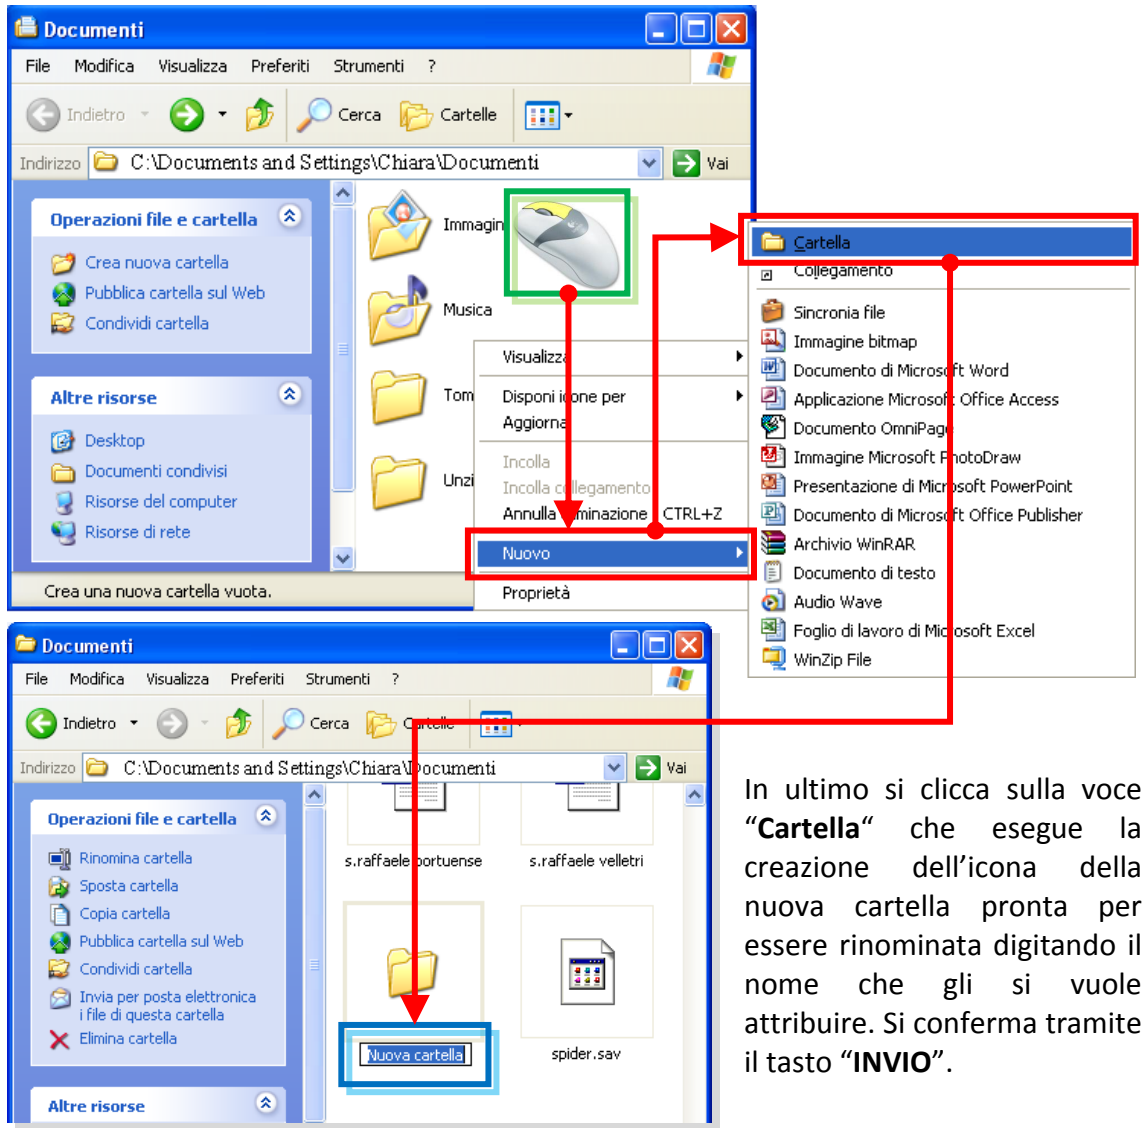 Documenti
File Modifica Visualizza Preferiti Strumenti ?
Indietro Cerca Cartelle
Indirizzo C:\Documents and Settings\Chiara\Documenti Vai
Operazioni file e cartella
Crea nuova cartella
Pubblica cartella sul Web
Condividi cartella
Altre risorse
Desktop
Documenti condivisi
Risorse del computer
Risorse di rete
Immagin
Musica
Tom
Unzi
Crea una nuova cartella vuota.
Visualizza
Disponi icone per
Aggiorna
Incolla
Incolla collegamento
Annulla eliminazione CTRL+Z
Nuovo
Proprietà
Cartella
Collegamento
Sincronia file
Immagine bitmap
Documento di Microsoft Word
Applicazione Microsoft Office Access
Documento OmniPage
Immagine Microsoft PhotoDraw
Presentazione di Microsoft PowerPoint
Documento di Microsoft Office Publisher
Archivio WinRAR
Documento di testo
Audio Wave
Foglio di lavoro di Microsoft Excel
WinZip File
Documenti
File Modifica Visualizza Preferiti Strumenti ?
Indietro Cerca Cartelle
Indirizzo C:\Documents and Settings\Chiara\Documenti Vai
Operazioni file e cartella
Rinomina cartella
Sposta cartella
Copia cartella
Pubblica cartella sul Web
Condividi cartella
Invia per posta elettronica
i file di questa cartella
Elimina cartella
Altre risorse
s.raffaele portuense s.raffaele velletri
Nuova cartella spider.sav
In ultimo si clicca sulla voce
“Cartella“ che esegue la
creazione dell’icona della
nuova cartella pronta per
essere rinominata digitando il
nome che gli si vuole
attribuire. Si conferma tramite
il tasto “INVIO”.